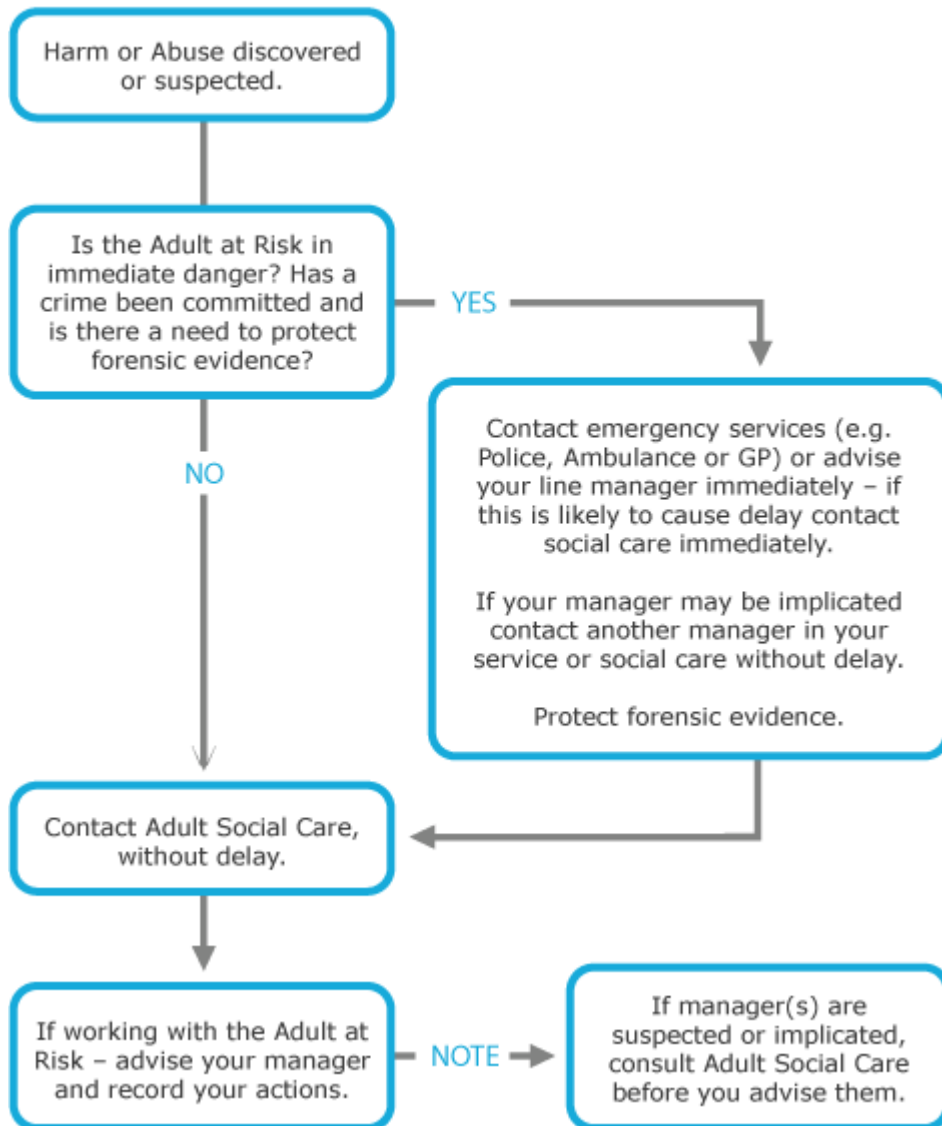 Harm or Abuse discovered
or suspected.
Is the Adult at Risk in
immediate danger? Has a
crime been committed and
is there a need to protect
forensic evidence?
YES
NO
Contact emergency services (e.g.
Police, Ambulance or GP) or advise
your line manager immediately – if
this is likely to cause delay contact
social care immediately.
If your manager may be implicated
contact another manager in your
service or social care without delay.
Protect forensic evidence.
Contact Adult Social Care,
without delay.
If working with the Adult at
Risk – advise your manager
and record your actions.
NOTE
If manager(s) are
suspected or implicated,
consult Adult Social Care
before you advise them.